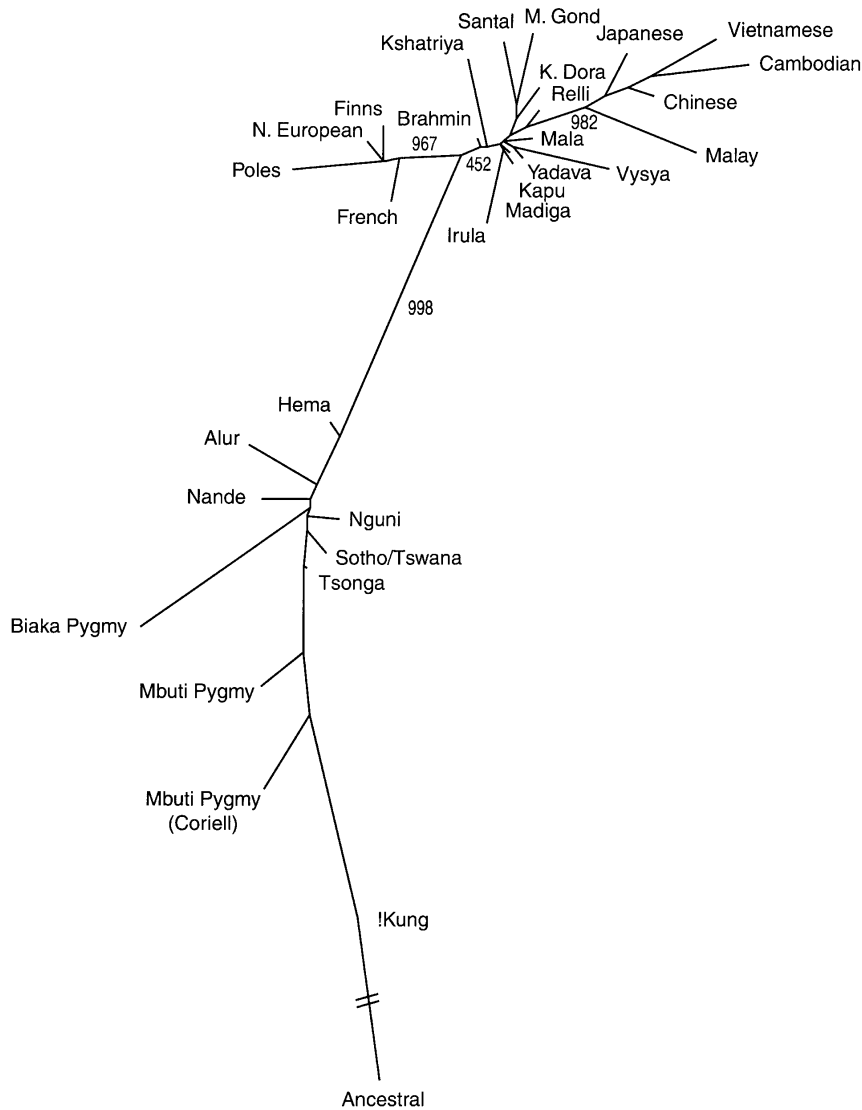 M. Gond
Santal
Japanese
Vietnamese
Kshatriya
Cambodian
K. Dora
Relli
Chinese
Finns
Brahmin
982
N. European
967
Mala
Malay
452
Poles
Yadava
Vysya
Kapu
French
Madiga
Irula
998
Hema
Alur
Nande
Nguni
Sotho/Tswana
Tsonga
Biaka Pygmy
Mbuti Pygmy
Mbuti Pygmy
(Coriell)
!Kung
Ancestral